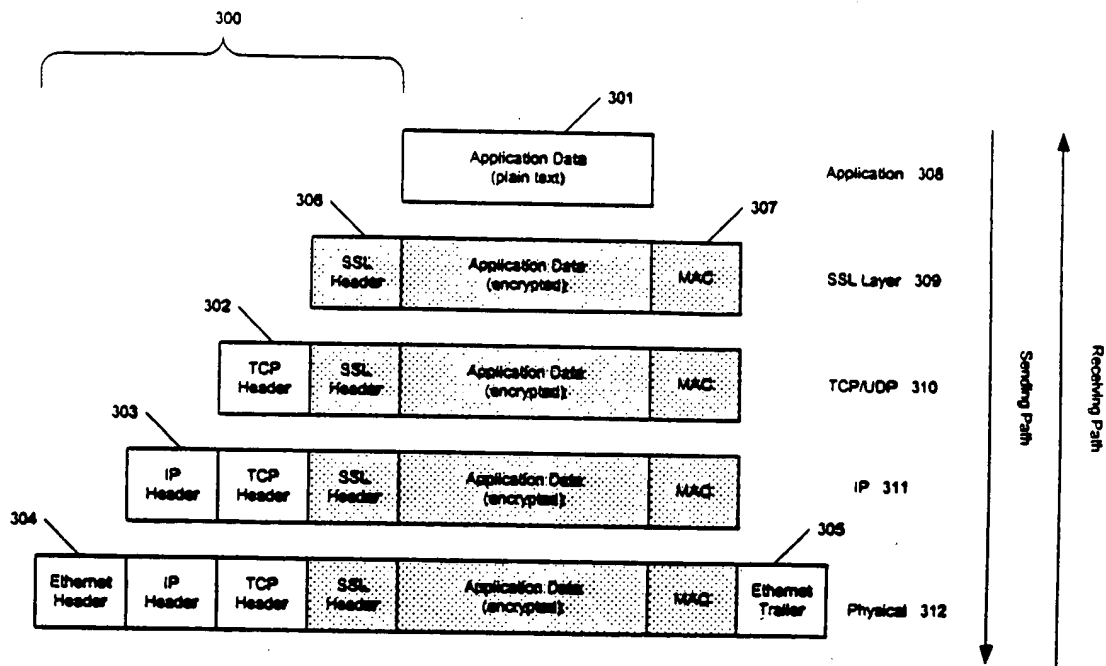 300
301
Application Data
(plain text)
Application 308
306
307
SSL
Header
Application Data
(encrypted)
MAC
SSL Layer 309
302
TCP
Header
SSL
Header
Application Data
(encrypted)
MAC
TCP/UDP 310
303
IP
Header
TCP
Header
SSL
Header
Application Data
(encrypted)
MAC
IP 311
304
305
Ethernet
Header
IP
Header
TCP
Header
SSL
Header
Application Data
(encrypted)
MAC
Ethernet
Trailer
Physical 312
Sending Path
Receiving Path